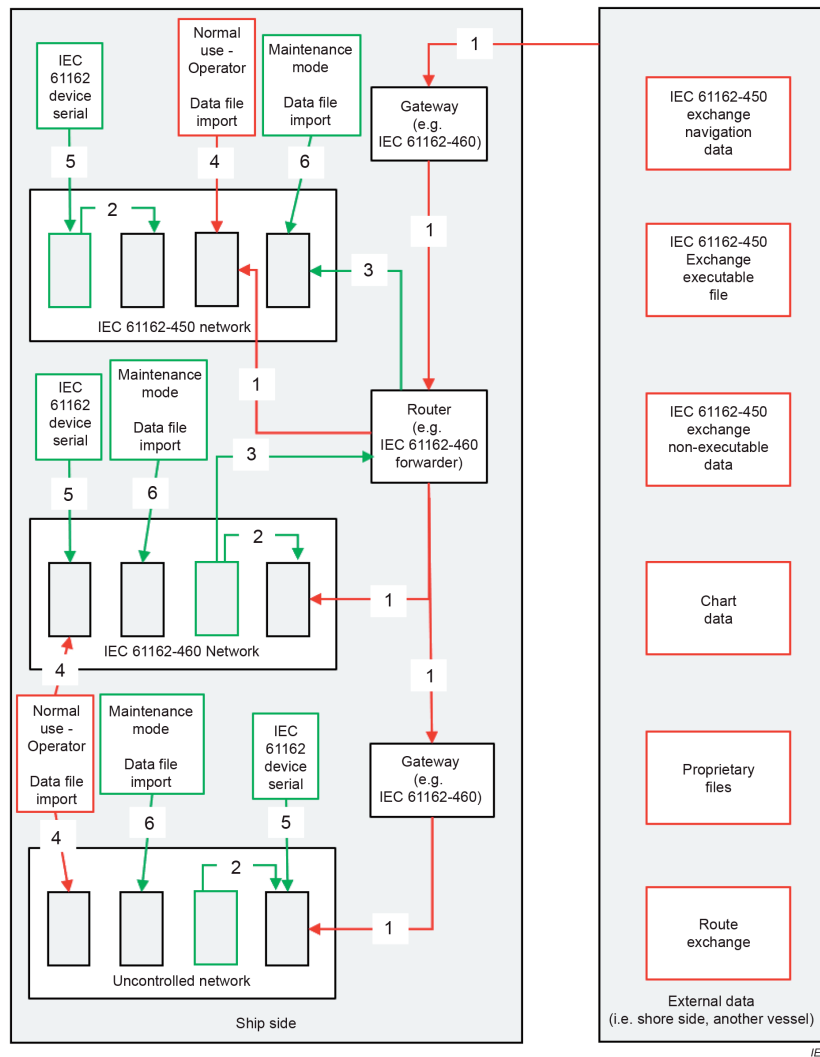 IEC
61162
device
serial
Normal
use -
Operator
Data file
import
Maintenance
mode
Data file
import
1
Gateway
(e.g.
IEC 61162-460)
5
4
6
2
1
3
IEC 61162-450 network
1
IEC
61162
device
serial
Maintenance
mode
Data file
import
Router
(e.g.
IEC 61162-460
forwarder)
3
5
6
2
1
IEC 61162-460 Network
4
1
Normal
use -
Operator
Data file
import
Maintenance
mode
Data file
import
IEC
61162
device
serial
Gateway
(e.g.
IEC 61162-460)
4
6
5
2
1
Uncontrolled network
Ship side
IEC 61162-450
exchange
navigation
data
IEC 61162-450
Exchange
executable
file
IEC 61162-450
exchange
non-executable
data
Chart
data
Proprietary
files
Route
exchange
External data
(i.e. shore side, another vessel)